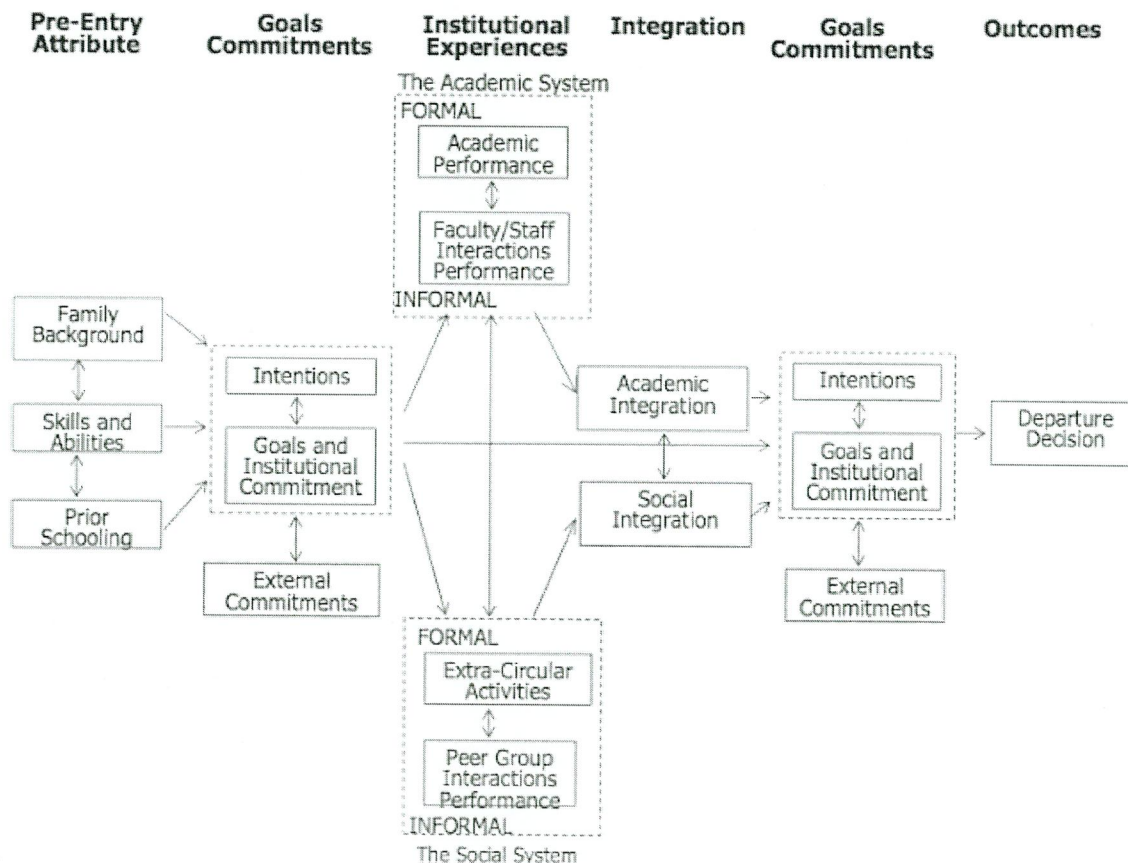 Pre-Entry
Attribute
Goals
Commitments
Institutional
Experiences
Integration
Goals
Commitments
Outcomes
The Academic System
FORMAL
Academic
Performance
Faculty/Staff
Interactions
Performance
INFORMAL
Family
Background
Skills and
Abilities
Prior
Schooling
Intentions
Goals and
Institutional
Commitment
External
Commitments
Academic
Integration
Social
Integration
Intentions
Goals and
Institutional
Commitment
External
Commitments
Departure
Decision
FORMAL
Extra-Circular
Activities
Peer Group
Interactions
Performance
INFORMAL
The Social System